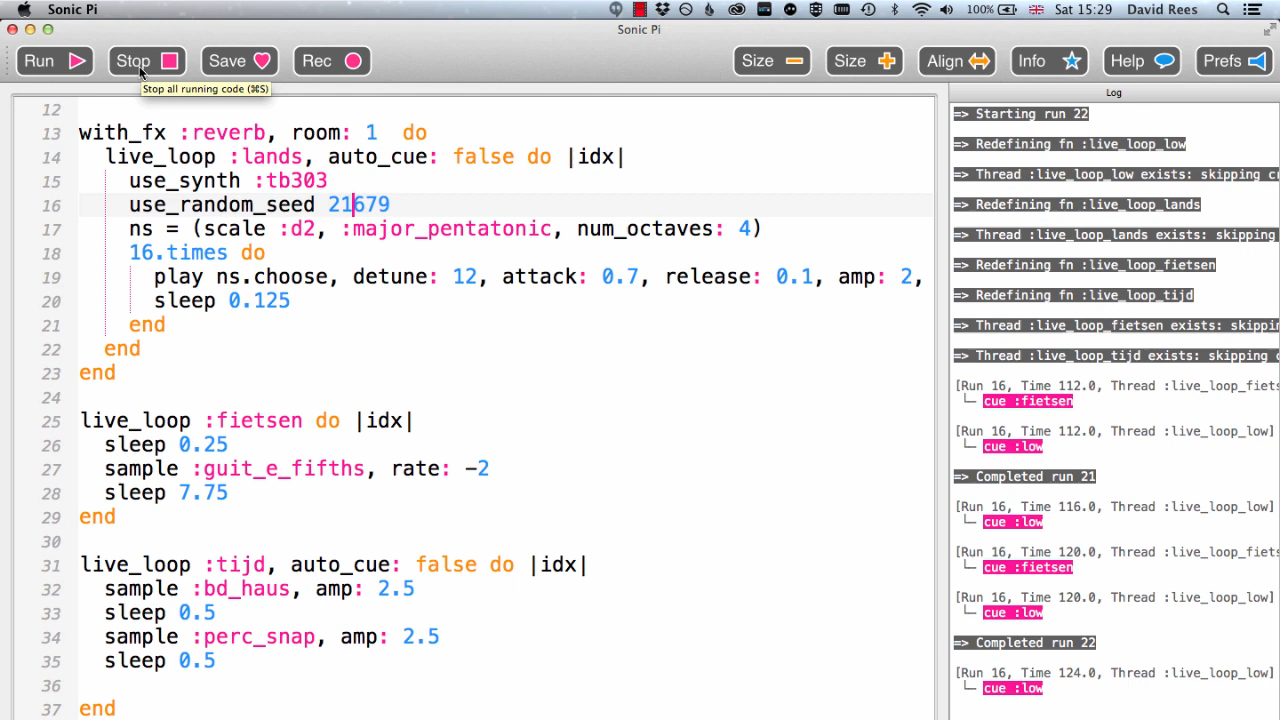 Sonic Pi
100%
Sat 15:29
David Rees
Sonic Pi
Run
Stop
Save
Rec
Size
Size
Align
Info
Help
Prefs
Stop all running code (⌘S)
Log
12
13 with_fx :reverb, room: 1  do
14 live_loop :lands, auto_cue: false do |idx|
15 use_synth :tb303
16 use_random_seed 21679
17 ns = (scale :d2, :major_pentatonic, num_octaves: 4)
18 16.times do
19 play ns.choose, detune: 12, attack: 0.7, release: 0.1, amp: 2,
20 sleep 0.125
21 end
22 end
23 end
24
25 live_loop :fietsen do |idx|
26 sleep 0.25
27 sample :guit_e_fifths, rate: -2
28 sleep 7.75
29 end
30
31 live_loop :tijd, auto_cue: false do |idx|
32 sample :bd_haus, amp: 2.5
33 sleep 0.5
34 sample :perc_snap, amp: 2.5
35 sleep 0.5
36
37 end
=> Starting run 22
=> Redefining fn :live_loop_low
=> Thread :live_loop_low exists: skipping
=> Redefining fn :live_loop_lands
=> Thread :live_loop_lands exists: skipping
=> Redefining fn :live_loop_fietsen
=> Redefining fn :live_loop_tijd
=> Thread :live_loop_fietsen exists:
=> Thread :live_loop_tijd exists: skipping
[Run 16, Time 112.0, Thread :live_loop_fiets
└─ cue :fietsen
[Run 16, Time 112.0, Thread :live_loop_low]
└─ cue :low
=> Completed run 21
[Run 16, Time 116.0, Thread :live_loop_low]
└─ cue :low
[Run 16, Time 120.0, Thread :live_loop_fiets
└─ cue :fietsen
[Run 16, Time 120.0, Thread :live_loop_low]
└─ cue :low
=> Completed run 22
[Run 16, Time 124.0, Thread :live_loop_low]
└─ cue :low